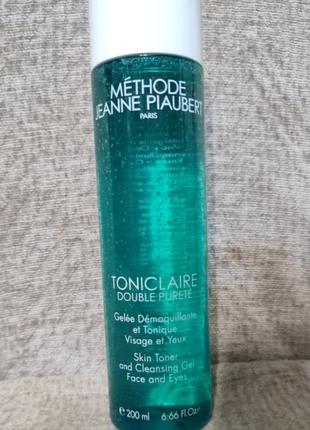 MÉTHODE
JEANNE PIAUBERT
PARIS
TONICLAIRE
DOUBLE PURETÉ
Gelée Démaquillante
et Tonique
Visage et Yeux
Skin Toner
and Cleansing Gel
Face and Eyes
℮ 200 ml 6·66 Fl.Oz